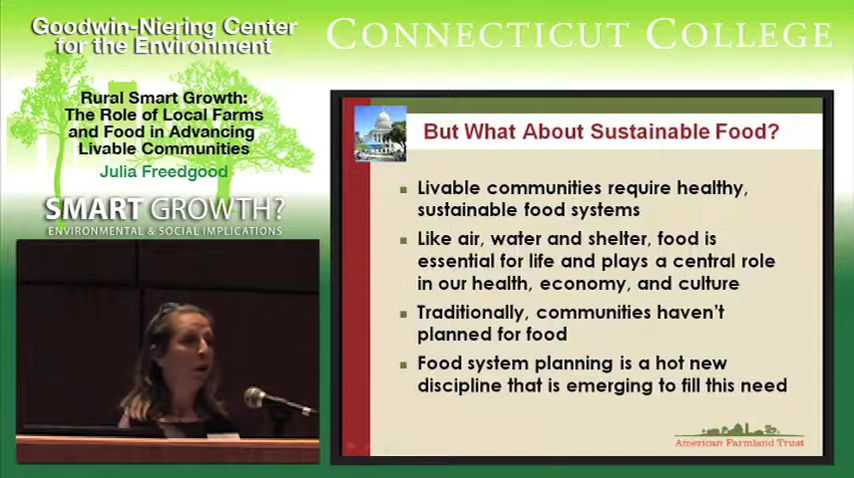 Goodwin-Niering Center
for the Environment
CONNECTICUT COLLEGE
Rural Smart Growth:
The Role of Local Farms
and Food in Advancing
Livable Communities
Julia Freedgood
SMART GROWTH?
ENVIRONMENTAL & SOCIAL IMPLICATIONS
But What About Sustainable Food?
Livable communities require healthy,
sustainable food systems
Like air, water and shelter, food is
essential for life and plays a central role
in our health, economy, and culture
Traditionally, communities haven't
planned for food
Food system planning is a hot new
discipline that is emerging to fill this need
American Farmland Trust